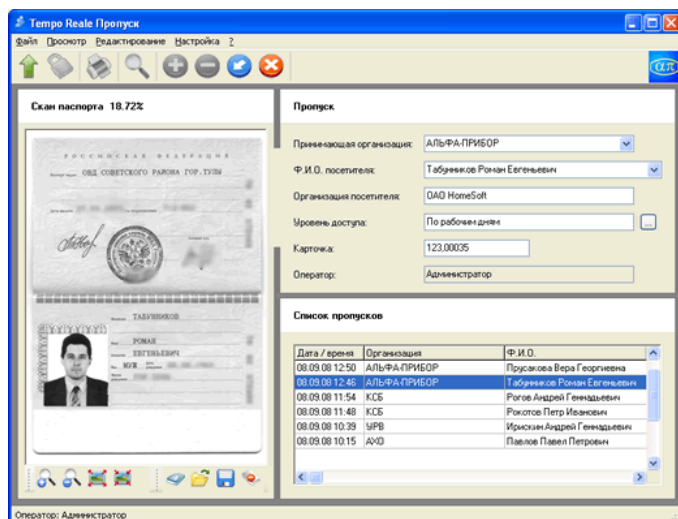 Tempo Reale Пропуск
Файл Просмотр Редактирование Настройка ?
απ
Скан паспорта 18.72%
РОССИЙСКАЯ ФЕДЕРАЦИЯ
ОВД СОВЕТСКОГО РАЙОНА ГОР.ТУЛЫ
ТАБУННИКОВ
РОМАН
ЕВГЕНЬЕВИЧ
МУЖ
Пропуск
Принимающая организация: АЛЬФА-ПРИБОР
Ф.И.О. посетителя: Табунников Роман Евгеньевич
Организация посетителя: ОАО HomeSoft
Уровень доступа: По рабочим дням ...
Карточка: 123,00035
Оператор: Администратор
Список пропусков
Дата / время Организация Ф.И.О.
08.09.08 12:50 АЛЬФА-ПРИБОР Прусакова Вера Георгиевна
08.09.08 12:46 АЛЬФА-ПРИБОР Табунников Роман Евгеньевич
08.09.08 11:54 КСБ Рогов Андрей Геннадьевич
08.09.08 11:48 КСБ Рокотов Петр Иванович
08.09.08 10:39 УРВ Ирискин Андрей Геннадьевич
08.09.08 10:15 АХО Павлов Павел Петрович
Оператор: Администратор